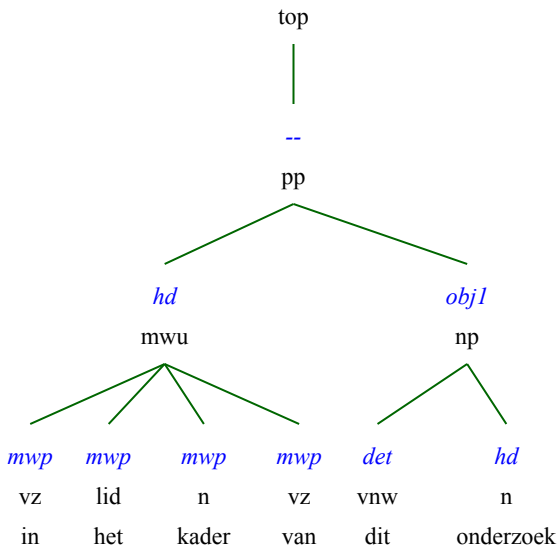 top
--
pp
hd obj1
mwu np
mwp mwp mwp mwp det hd
vz lid n vz vnw n
in het kader van dit onderzoek